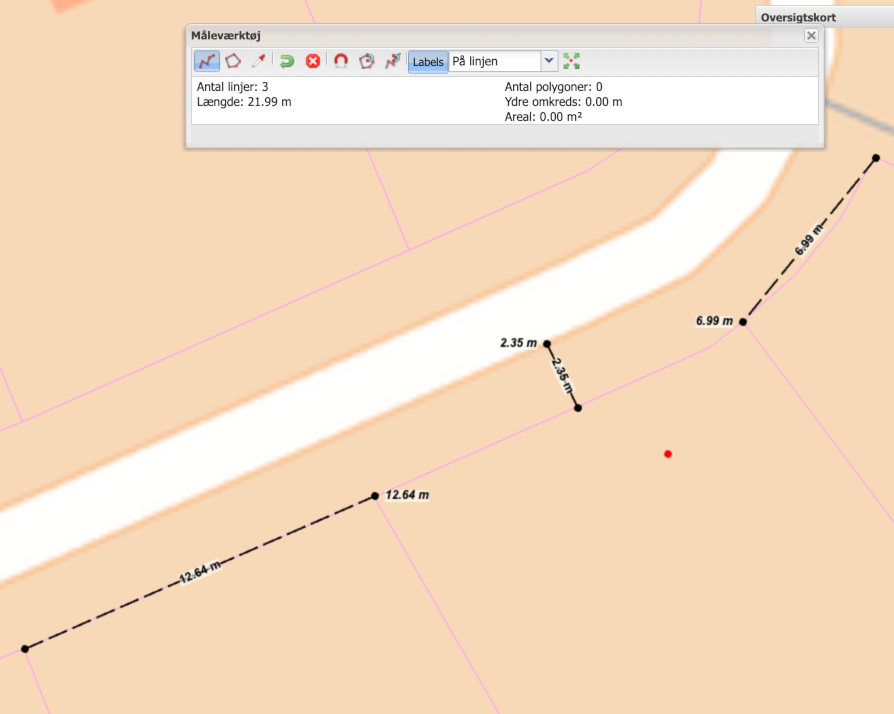 Oversigtskort
Måleværktøj
Labels
På linjen
Antal linjer: 3
Længde: 21.99 m
Antal polygoner: 0
Ydre omkreds: 0.00 m
Areal: 0.00 m²
6.99 m
6.99 m
2.35 m
2.35 m
12.64 m
12.64 m